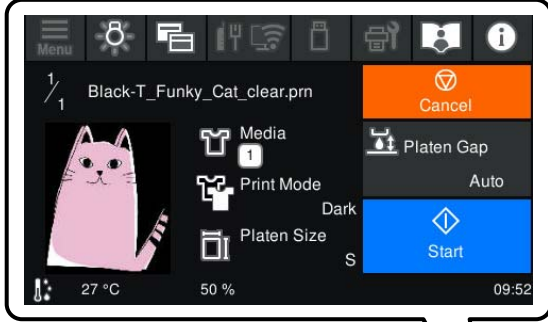 Menu
1/1 Black-T_Funky_Cat_clear.prn
Cancel
Media
1
Platen Gap
Auto
Print Mode
Dark
Platen Size
S
Start
27 °C 50 % 09:52